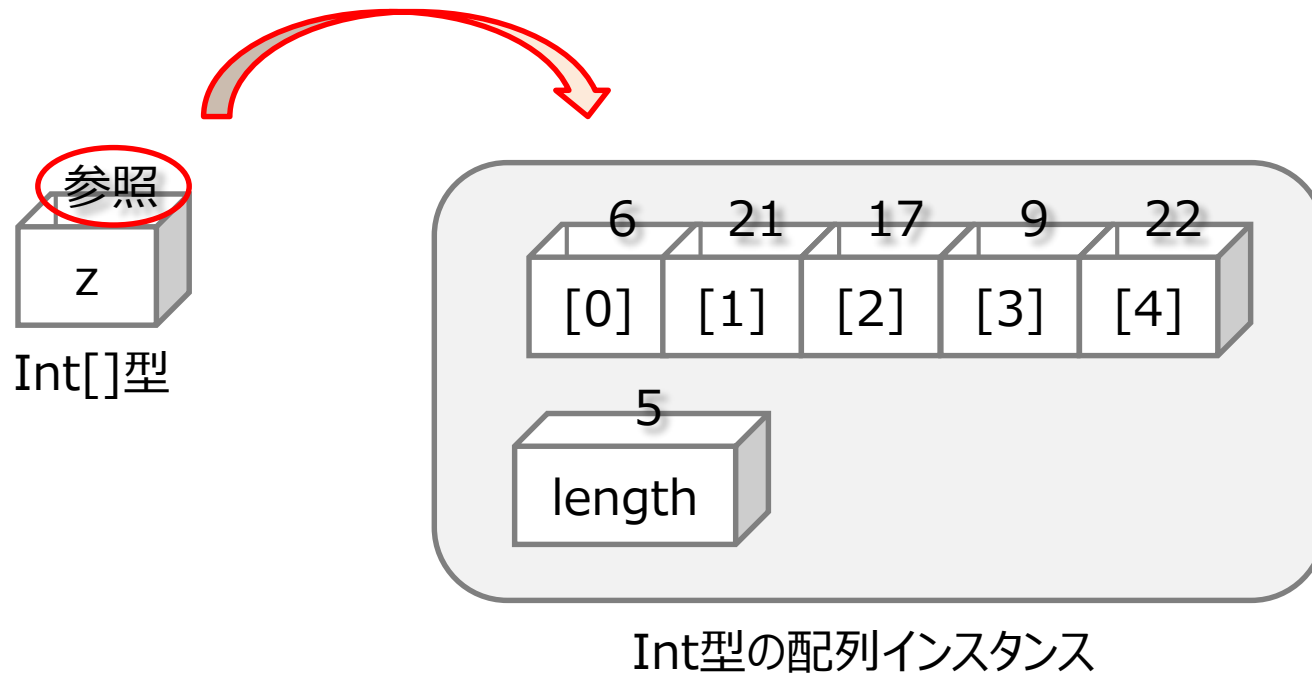 参照
z
Int[]型
6 21 17 9 22
[0] [1] [2] [3] [4]
5
length
Int型の配列インスタンス